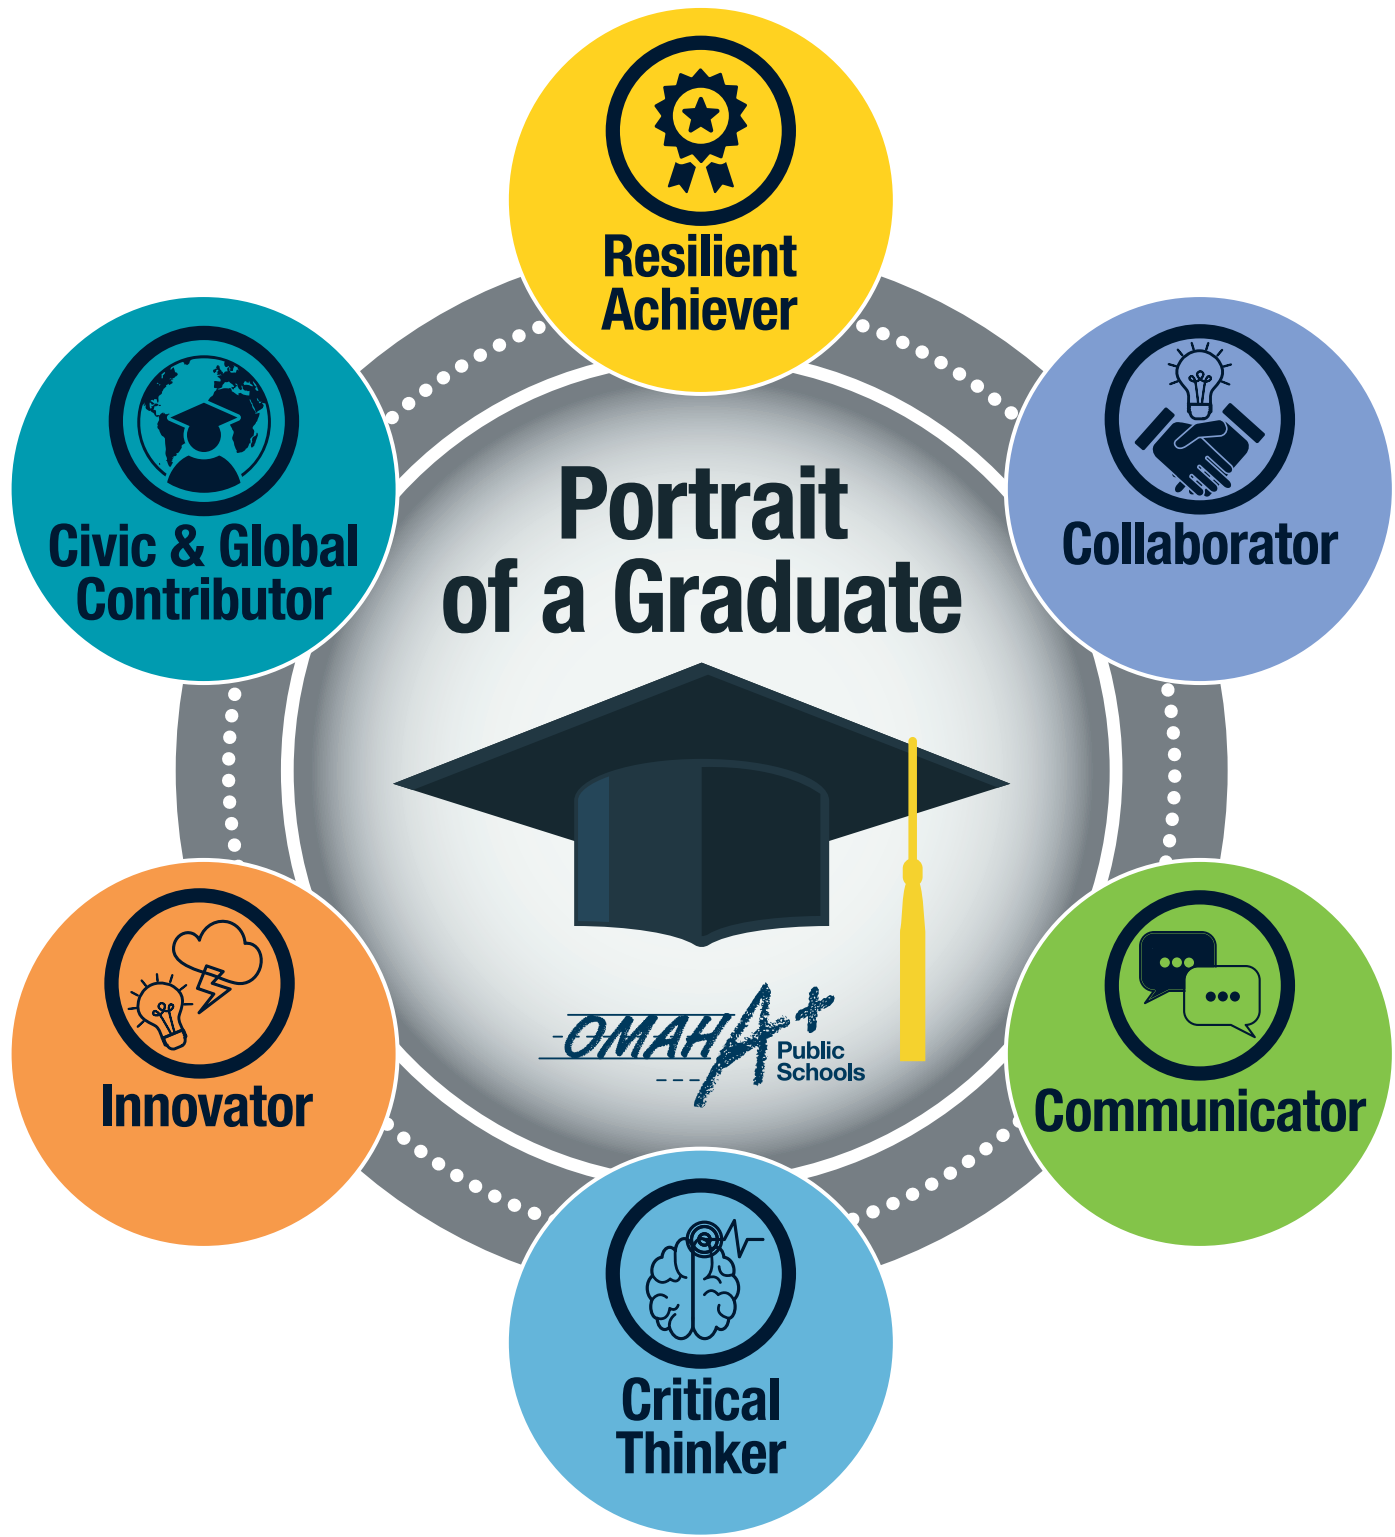 Resilient
Achiever
Collaborator
Communicator
Critical
Thinker
Innovator
Civic & Global
Contributor
Portrait
of a Graduate
OMAHA+
Public
Schools